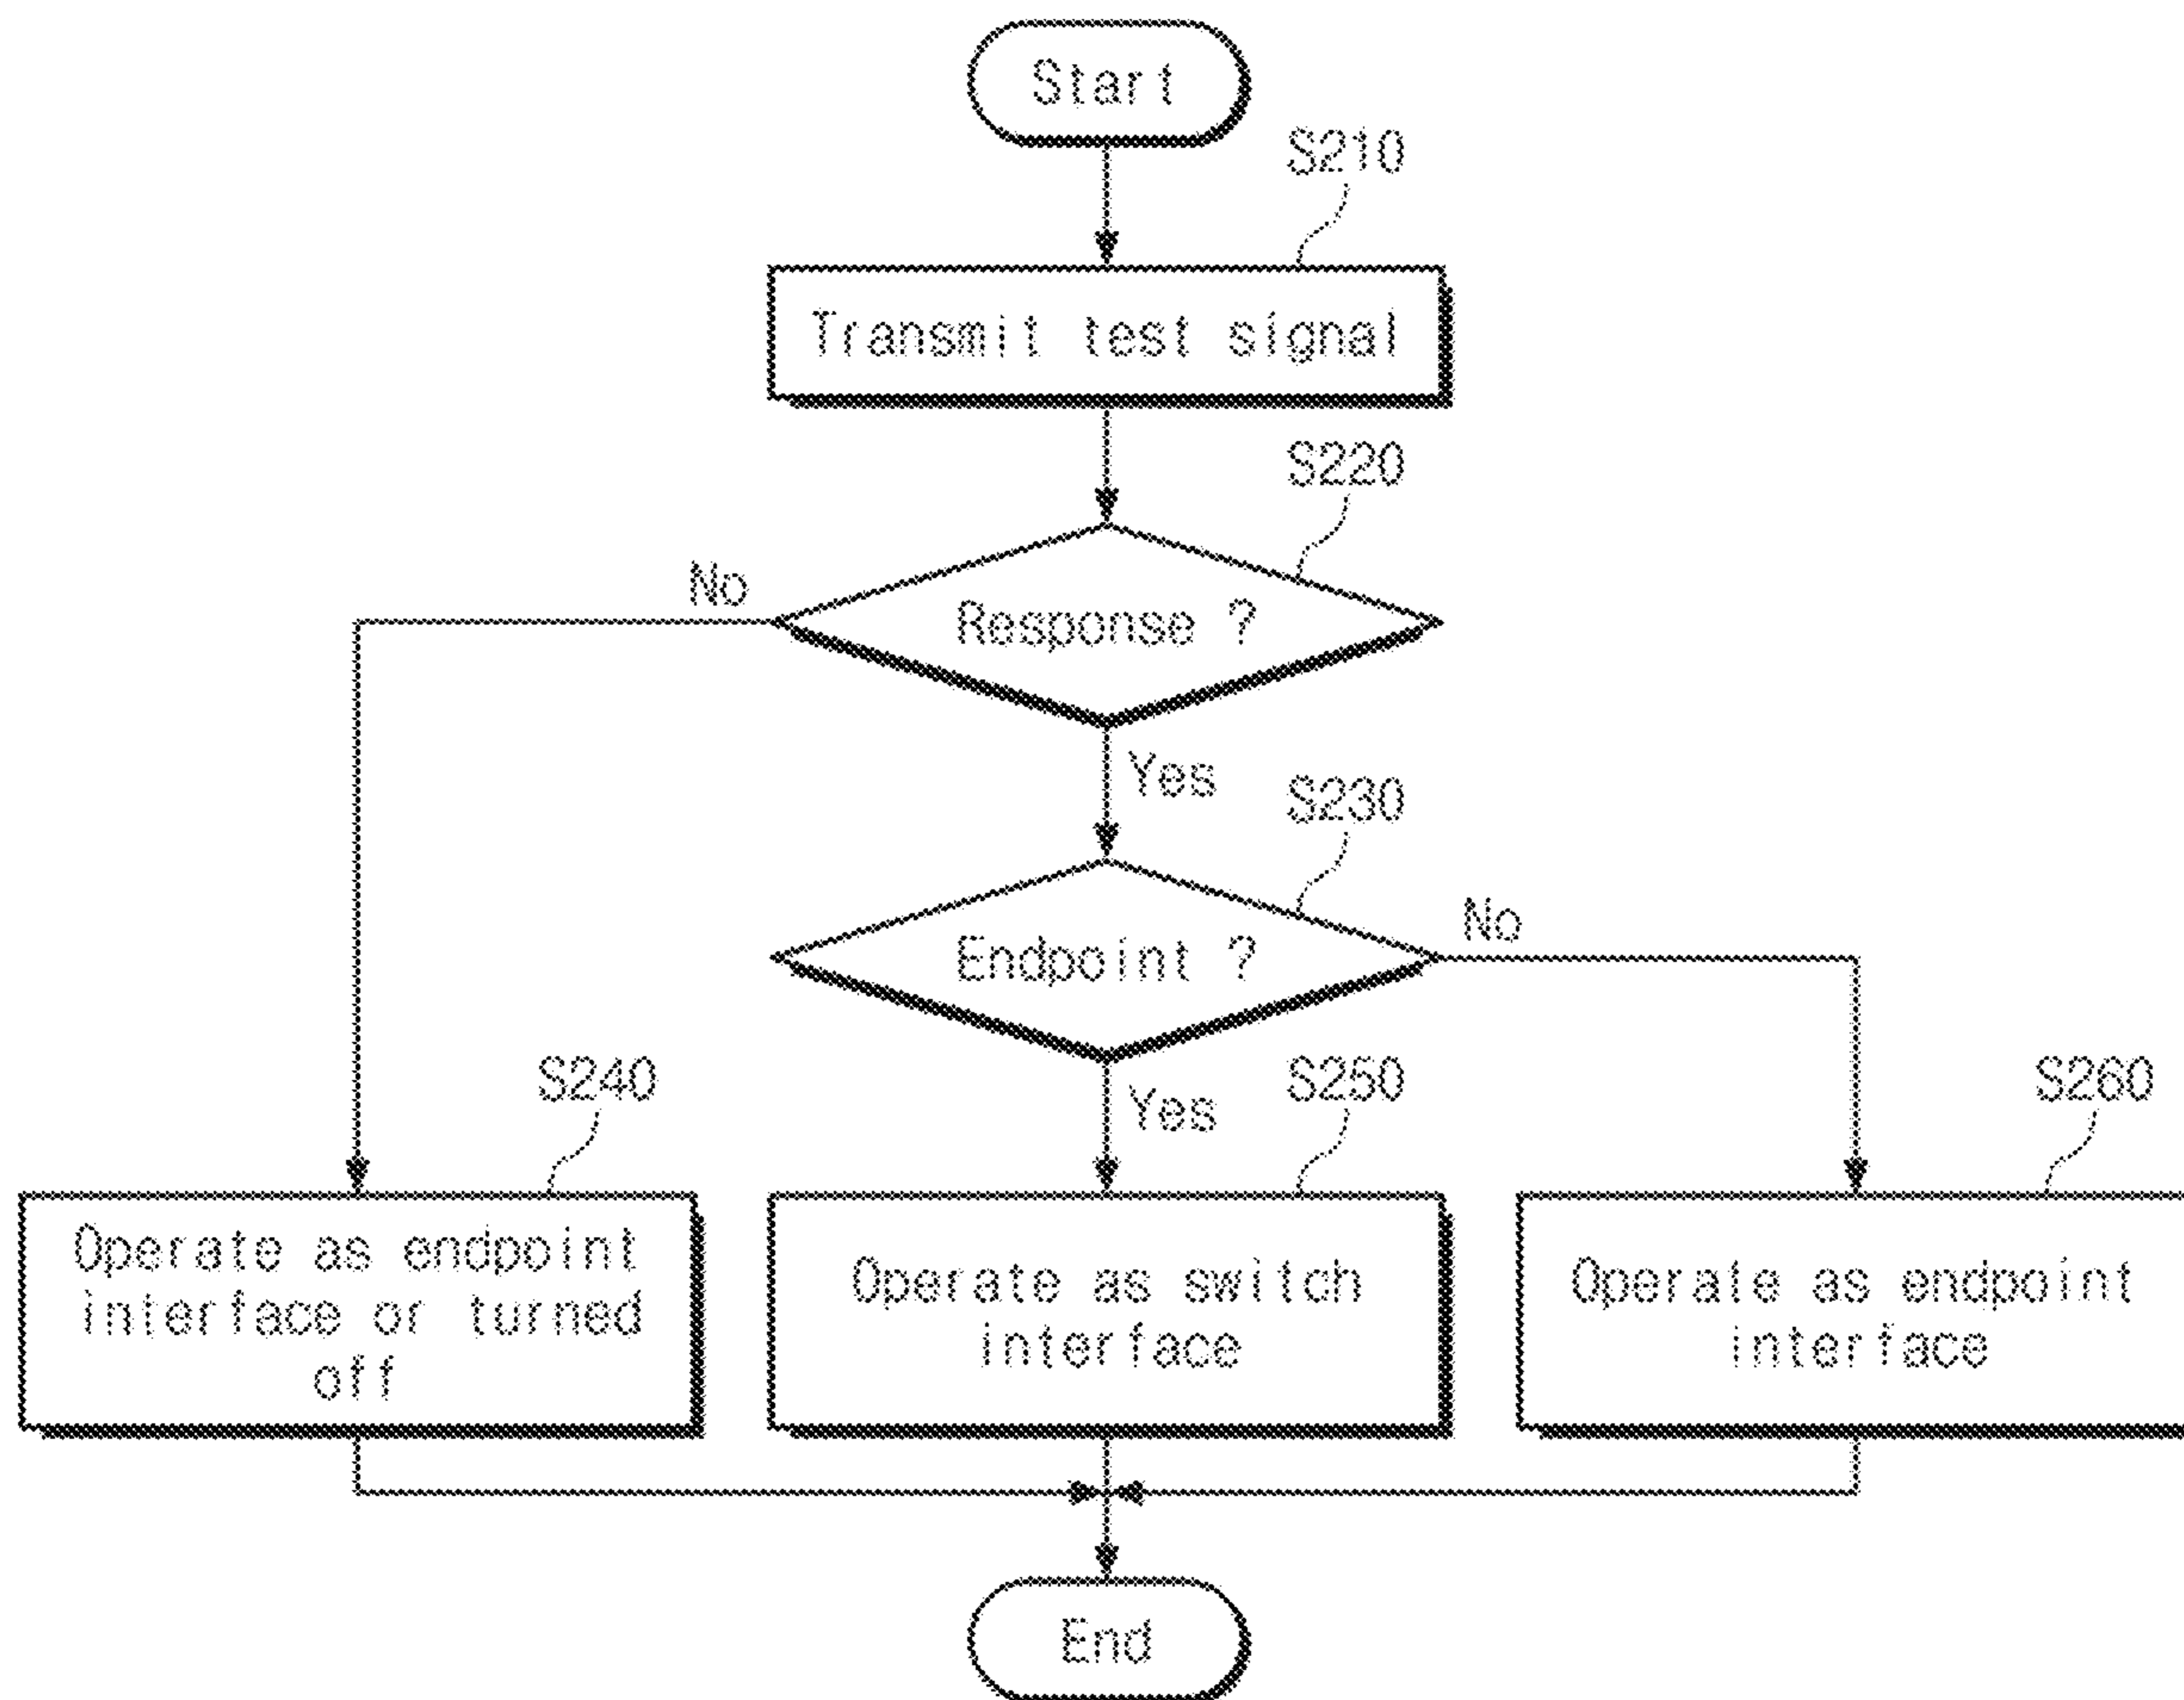 Start
S210
Transmit test signal
S220
No
Response ?
Yes
S230
No
Endpoint ?
S240
Yes
S250
S260
Operate as endpoint
interface or turned
off
Operate as switch
interface
Operate as endpoint
interface
End